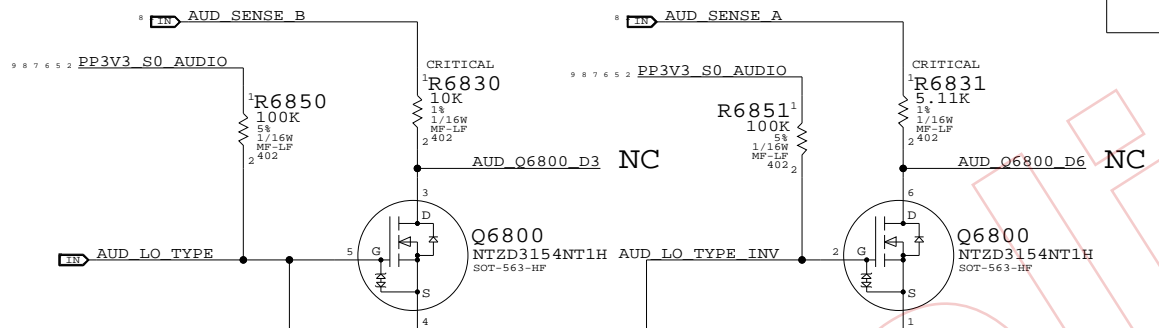 8 IN AUD_SENSE_B
9 8 7 6 5 2 PP3V3_S0_AUDIO
1
R6850
100K
5%
1/16W
MF-LF
402
2
CRITICAL
1
R6830
10K
1%
1/16W
MF-LF
402
2
AUD_Q6800_D3 NC
3
D
5 G
S
4
Q6800
NTZD3154NT1H
SOT-563-HF
IN AUD_LO_TYPE
8 IN AUD_SENSE_A
9 8 7 6 5 2 PP3V3_S0_AUDIO
1
R6851
100K
5%
1/16W
MF-LF
402
2
CRITICAL
1
R6831
5.11K
1%
1/16W
MF-LF
402
2
AUD_Q6800_D6 NC
6
D
2 G
S
1
Q6800
NTZD3154NT1H
SOT-563-HF
AUD_LO_TYPE_INV